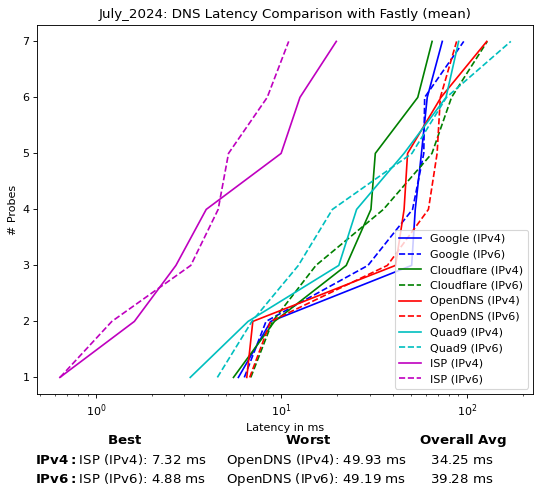 July_2024: DNS Latency Comparison with Fastly (mean)
7
6
5
4
3
2
1
# Probes
Google (IPv4)
Google (IPv6)
Cloudflare (IPv4)
Cloudflare (IPv6)
OpenDNS (IPv4)
OpenDNS (IPv6)
Quad9 (IPv4)
Quad9 (IPv6)
ISP (IPv4)
ISP (IPv6)
10⁰ 10¹ 10²
Latency in ms
Best Worst Overall Avg
IPv4: ISP (IPv4): 7.32 ms OpenDNS (IPv4): 49.93 ms 34.25 ms
IPv6: ISP (IPv6): 4.88 ms OpenDNS (IPv6): 49.19 ms 39.28 ms